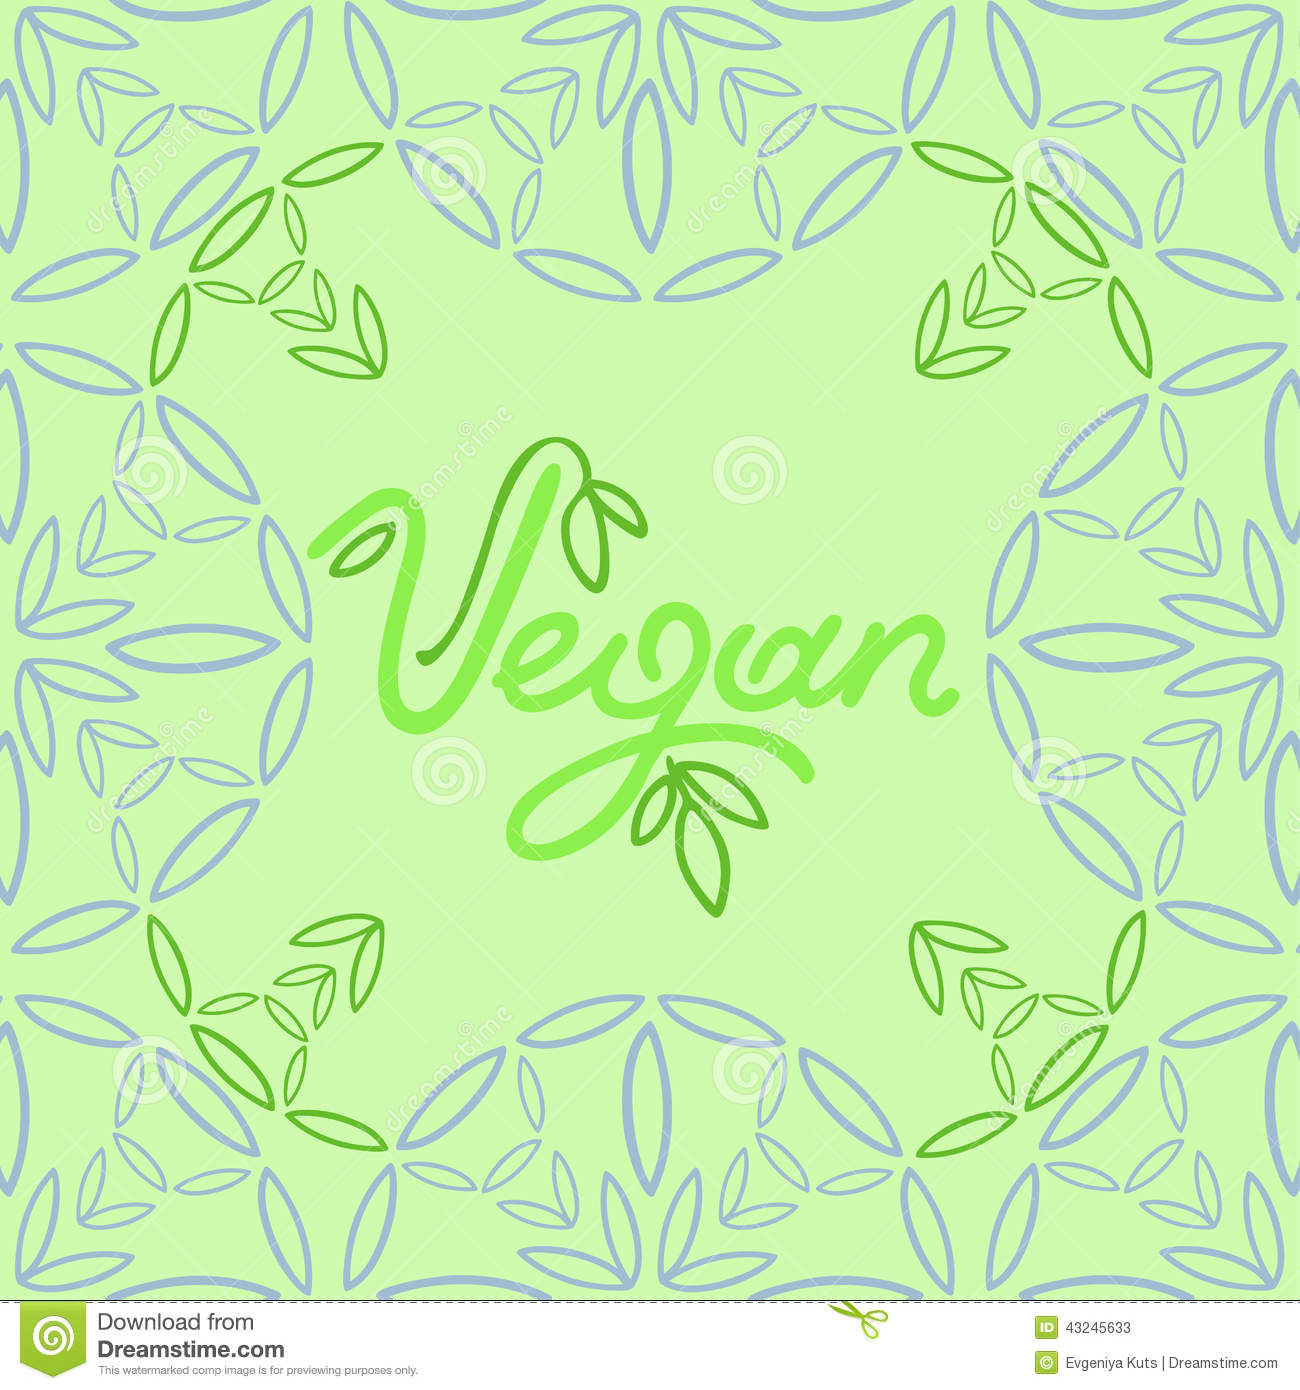 Vegan
dreamstime
Download from
Dreamstime.com
This watermarked comp image is for previewing purposes only.
ID 43245633
© Evgeniya Kuts | Dreamstime.com